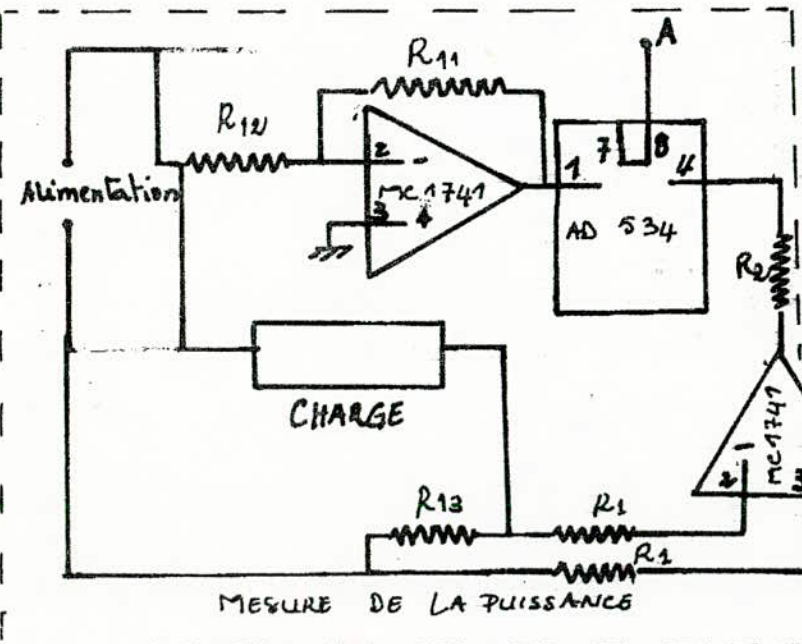 A
R11
R12
7 8
2 -
1
4
Alimentation
MC1741
3 +
AD 534
R2
CHARGE
MC1741
-
2
R13
R1
R1
MESURE DE LA PUISSANCE